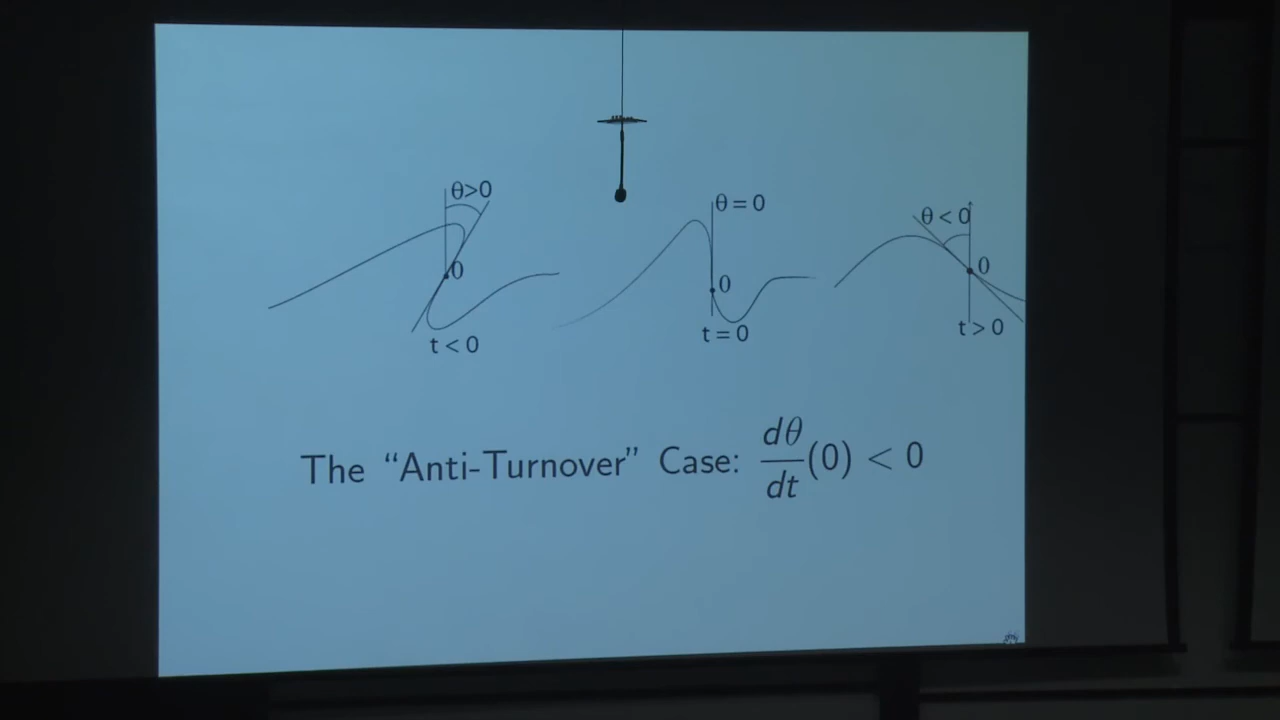 θ>0
0
t < 0
θ = 0
0
t = 0
θ < 0
0
t > 0
The “Anti-Turnover” Case: dθ/dt (0) < 0